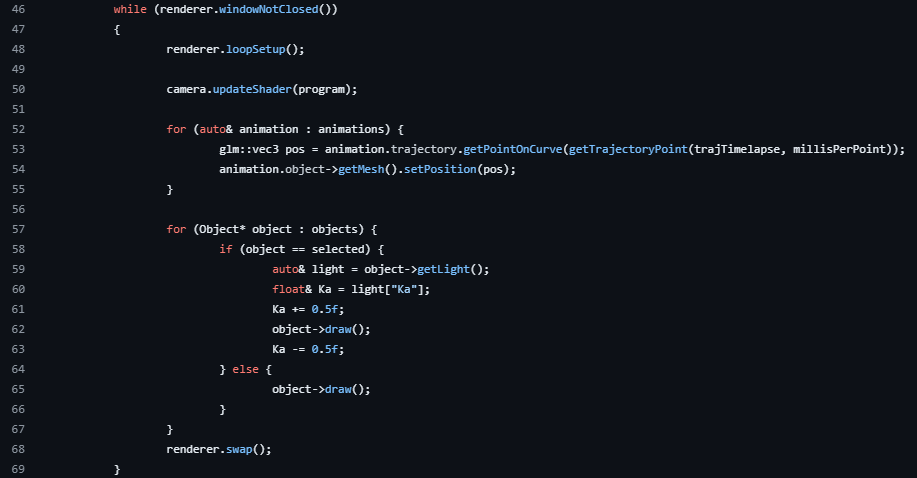 46 while (renderer.windowNotClosed())
47 {
48 renderer.loopSetup();
49
50 camera.updateShader(program);
51
52 for (auto& animation : animations) {
53 glm::vec3 pos = animation.trajectory.getPointOnCurve(getTrajectoryPoint(trajTimelapse, millisPerPoint));
54 animation.object->getMesh().setPosition(pos);
55 }
56
57 for (Object* object : objects) {
58 if (object == selected) {
59 auto& light = object->getLight();
60 float& Ka = light["Ka"];
61 Ka += 0.5f;
62 object->draw();
63 Ka -= 0.5f;
64 } else {
65 object->draw();
66 }
67 }
68 renderer.swap();
69 }